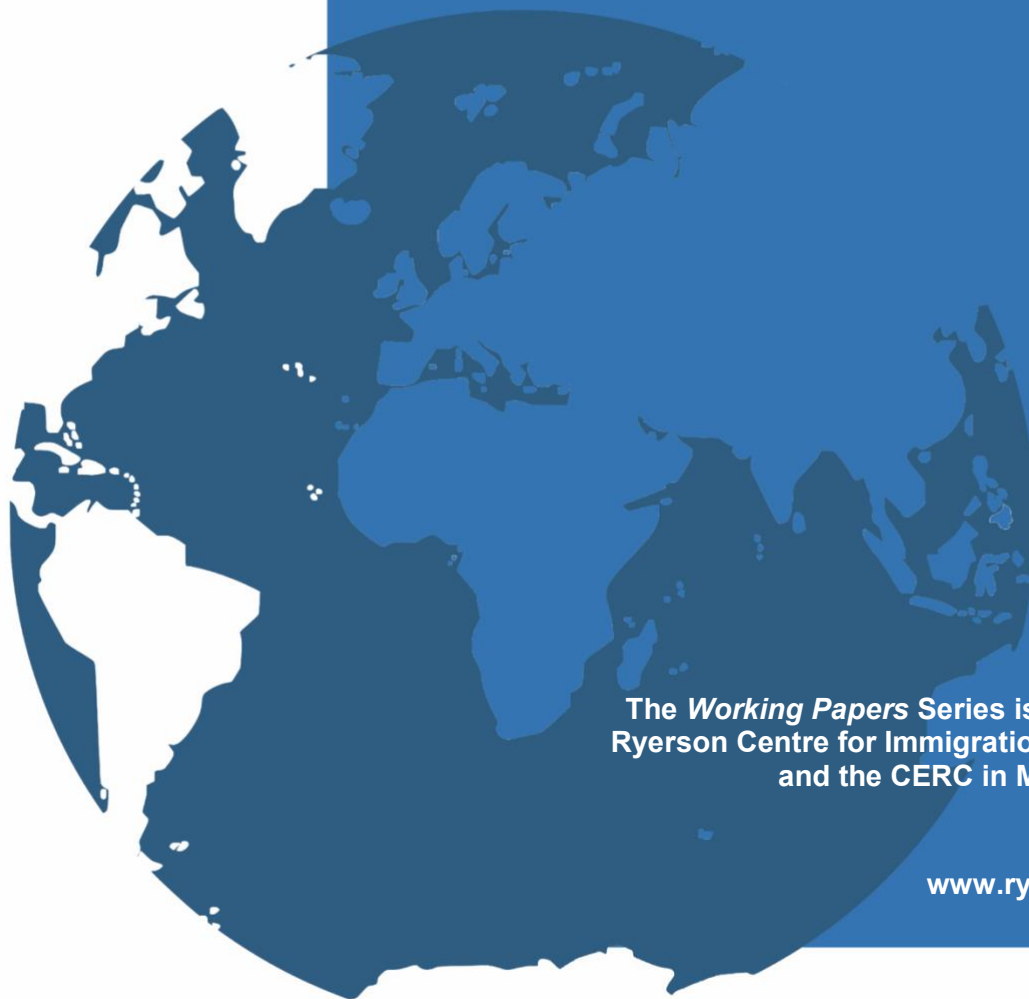 The Working Papers Series is
Ryerson Centre for Immigratio
and the CERC in M
www.ry